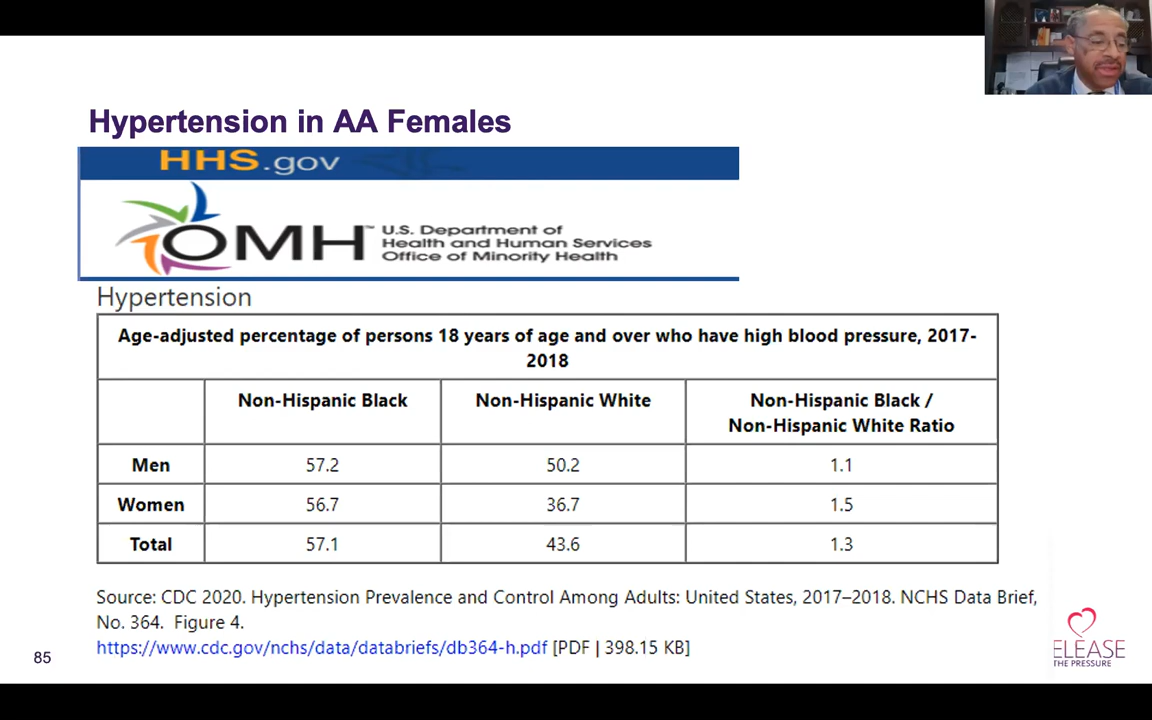 Hypertension in AA Females
HHS.gov
OMH™ U.S. Department of
Health and Human Services
Office of Minority Health
Hypertension
Age-adjusted percentage of persons 18 years of age and over who have high blood pressure, 2017-
2018
Non-Hispanic Black Non-Hispanic White Non-Hispanic Black /
Non-Hispanic White Ratio
Men 57.2 50.2 1.1
Women 56.7 36.7 1.5
Total 57.1 43.6 1.3
Source: CDC 2020. Hypertension Prevalence and Control Among Adults: United States, 2017–2018. NCHS Data Brief,
No. 364. Figure 4.
https://www.cdc.gov/nchs/data/databriefs/db364-h.pdf [PDF | 398.15 KB]
85
ELEASE
THE PRESSURE